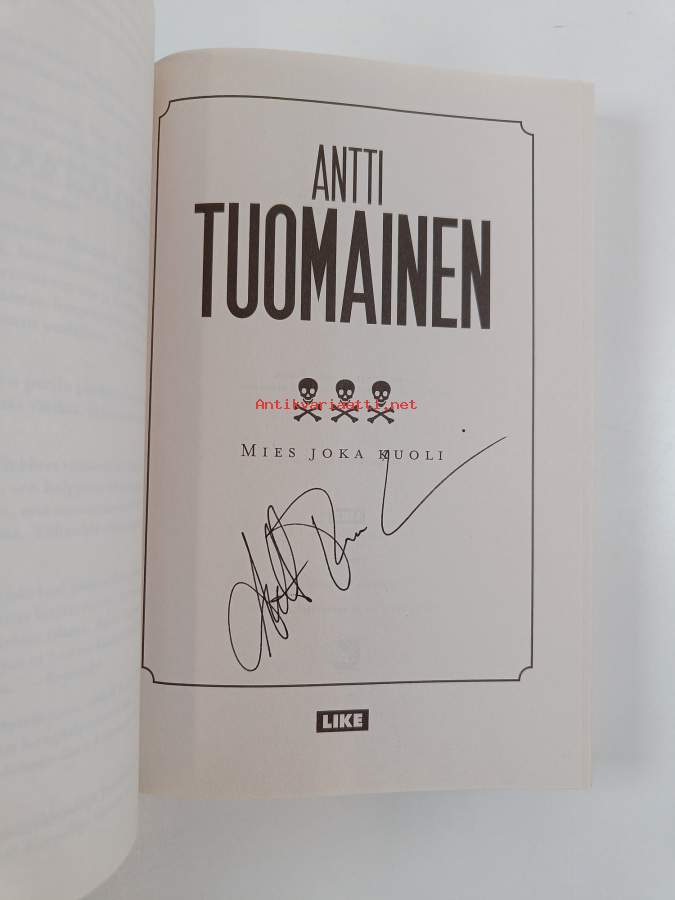 ANTTI
TUOMAINEN
Antikvariaatti.net
MIES JOKA KUOLI
LIKE